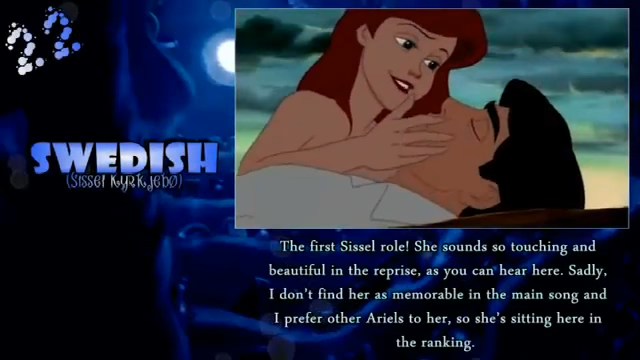 22
SWEDISH
(Sissel Kyrkjebø)
The first Sissel role! She sounds so touching and
beautiful in the reprise, as you can hear here. Sadly,
I don't find her as memorable in the main song and
I prefer other Ariels to her, so she's sitting here in
the ranking.